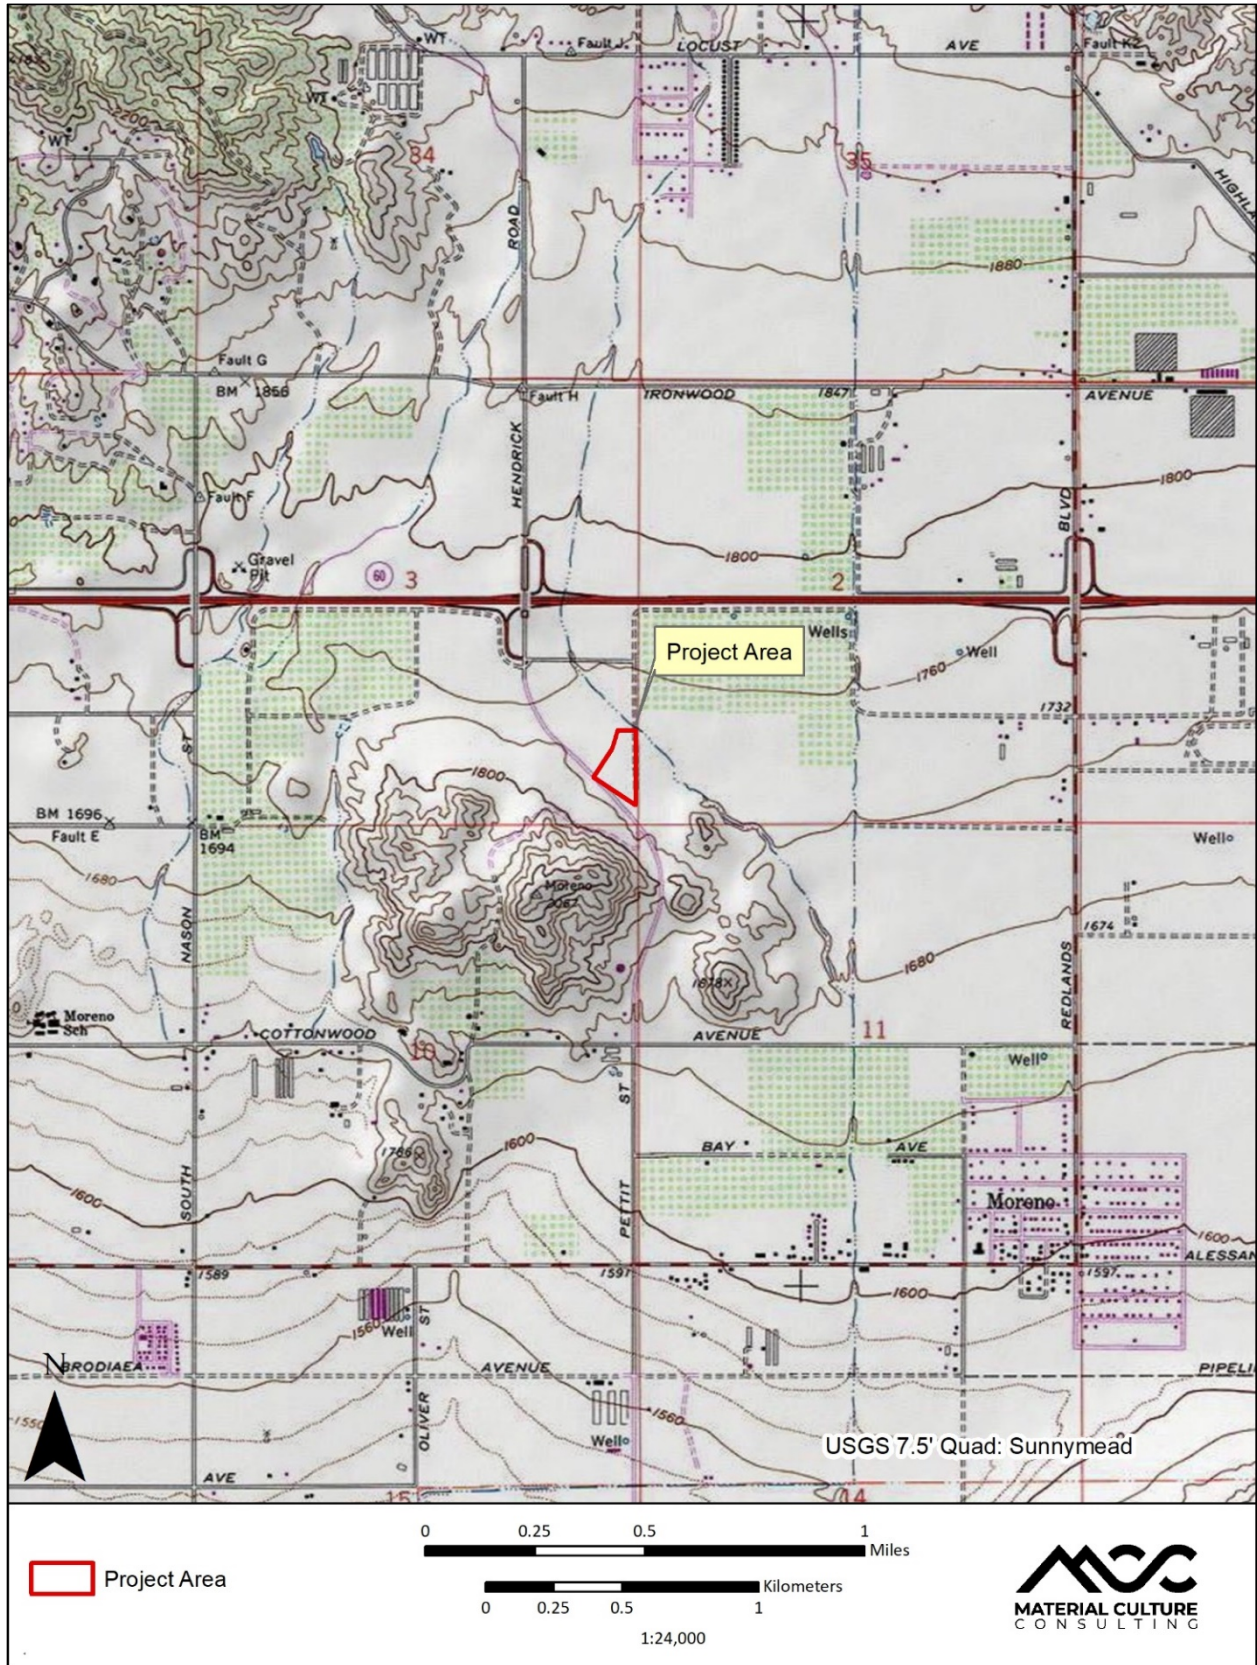 WT
Fault J
LOCUST
AVE
Fault K2
WT
WT
2200
34
35
HIGHL
ROAD
1880
Fault G
BM 1856
Fault H
IRONWOOD
1847
AVENUE
HENDRICK
Fault F
1800
BLVD
1800
Gravel
Pit
60
3
2
Wells
Project Area
Well
1760
1732
ST
1800
BM 1696
Fault E
BM
1694
Well
1680
Moreno
NASON
1674
1680
REDLANDS
Moreno
Sch
COTTONWOOD
10
AVENUE
11
Well
ST
1786
1600
BAY
AVE
1600
SOUTH
PETTIT
Moreno
1600
ALESSAN
1589
1591
1597
1600
ST
1560
Well
N
BRODIAEA
AVENUE
PIPELI
OLIVER
1560
1550
Well
USGS 7.5' Quad: Sunnymead
AVE
15
14
0 0.25 0.5 1
Miles
Project Area
Kilometers
0 0.25 0.5 1
1:24,000
MCC
MATERIAL CULTURE
CONSULTING